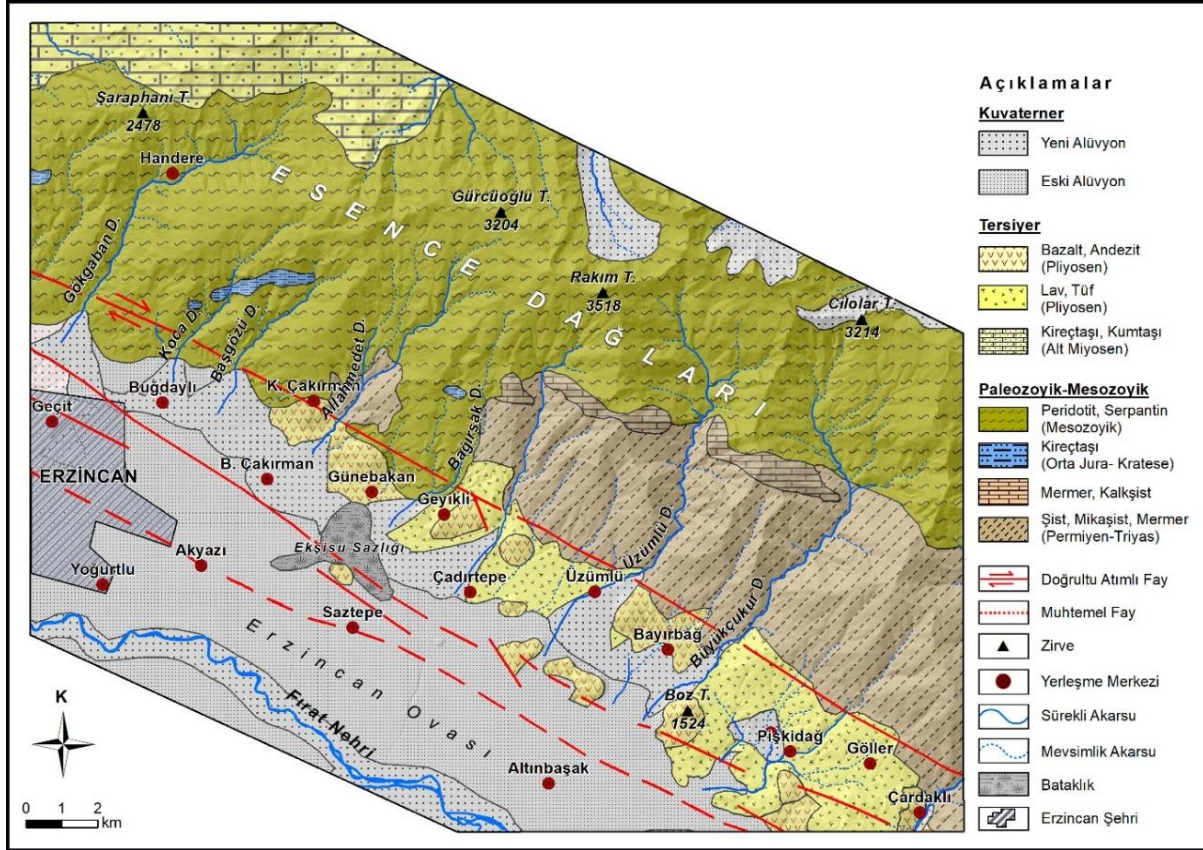 Şaraphanı T.
2478
Handere
ESENCE DAĞLARI
Gürcüoğlu T.
3204
Gökgaban D.
Rakım T.
3518
Cilolar T.
3214
Koca D.
Başgözü D.
Buğdaylı
K. Çakırman
Allahmedet D.
Bağırsak D.
Geçit
ERZİNCAN
B. Çakırman
Günebakan
Geyikli
Ekşisu Sazlığı
Akyazı
Yoğurtlu
Çadırtepe
Üzümlü
Üzümlü D.
Saztepe
Bayırbağ
Büyükçukur D.
Erzincan Ovası
Fırat Nehri
Boz T.
1524
Pişkidağ
Göller
Altınbaşak
Çardaklı
K
0 1 2
km
Açıklamalar
Kuvaterner
Yeni Alüvyon
Eski Alüvyon
Tersiyer
Bazalt, Andezit
(Pliyosen)
Lav, Tüf
(Pliyosen)
Kireçtaşı, Kumtaşı
(Alt Miyosen)
Paleozoyik-Mesozoyik
Peridotit, Serpantin
(Mesozoyik)
Kireçtaşı
(Orta Jura- Kratese)
Mermer, Kalkşist
Şist, Mikaşist, Mermer
(Permiyen-Triyas)
Doğrultu Atımlı Fay
Muhtemel Fay
Zirve
Yerleşme Merkezi
Sürekli Akarsu
Mevsimlik Akarsu
Bataklık
Erzincan Şehri